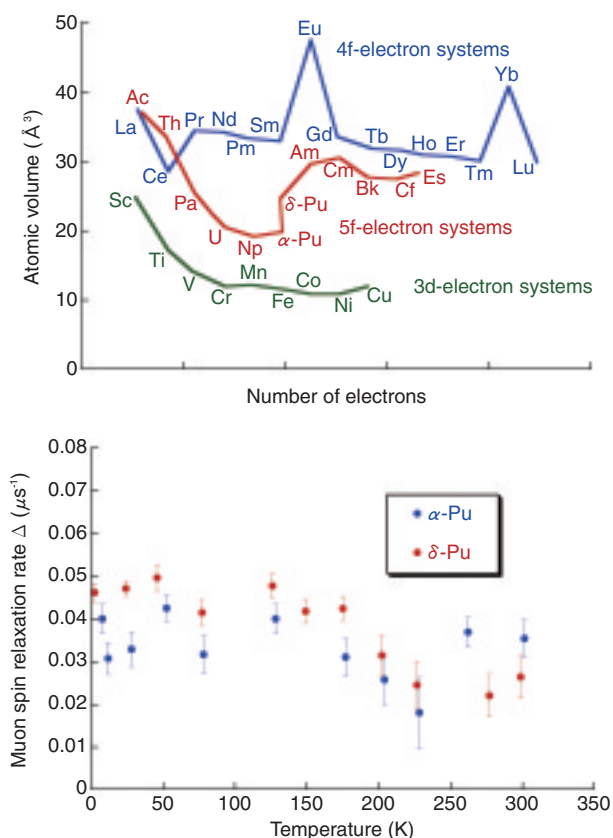 50
40
30
20
10
0
Atomic volume (Å³)
Number of electrons
4f-electron systems
5f-electron systems
3d-electron systems
La
Ce
Pr
Nd
Pm
Sm
Eu
Gd
Tb
Dy
Ho
Er
Tm
Yb
Lu
Ac
Th
Pa
U
Np
α-Pu
δ-Pu
Am
Cm
Bk
Cf
Es
Sc
Ti
V
Cr
Mn
Fe
Co
Ni
Cu
0.08
0.07
0.06
0.05
0.04
0.03
0.02
0.01
0
Muon spin relaxation rate Δ (μs⁻¹)
α-Pu
δ-Pu
0 50 100 150 200 250 300 350
Temperature (K)